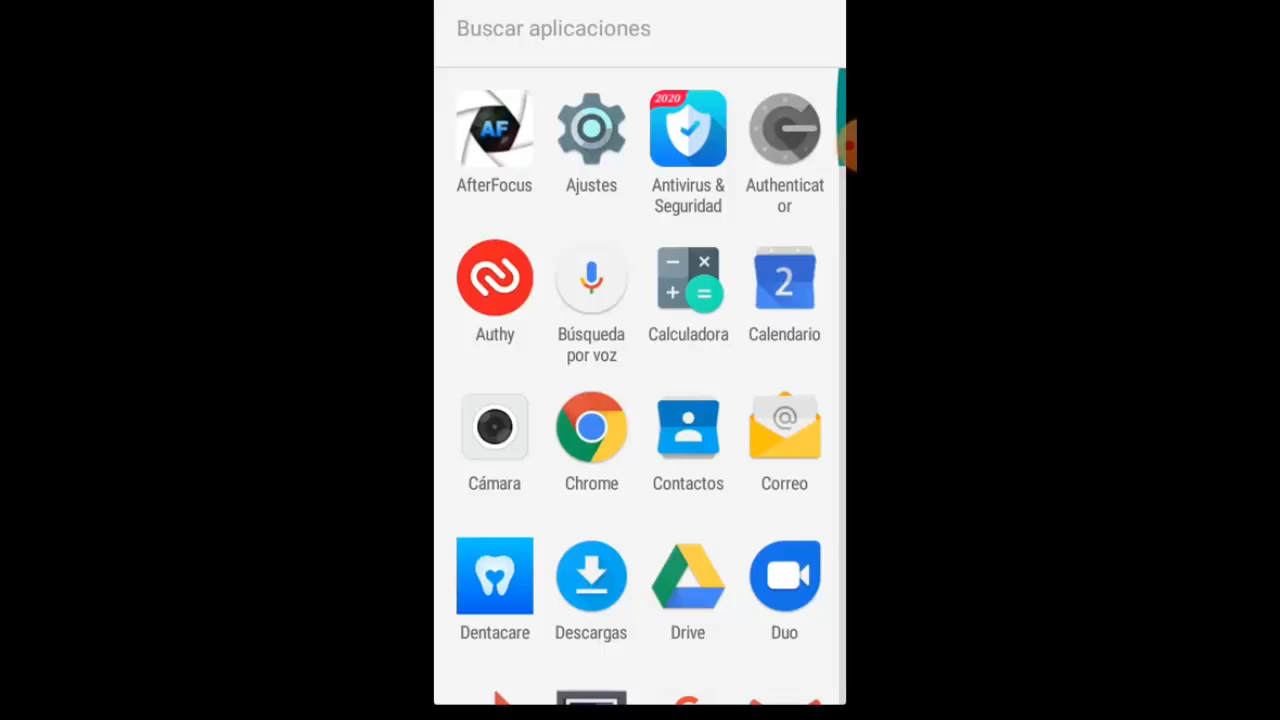 Buscar aplicaciones
2020
AF
AfterFocus
Ajustes
Antivirus &
Seguridad
Authenticat
or
Authy
Búsqueda
por voz
Calculadora
2
Calendario
Cámara
Chrome
Contactos
@
Correo
Dentacare
Descargas
Drive
Duo